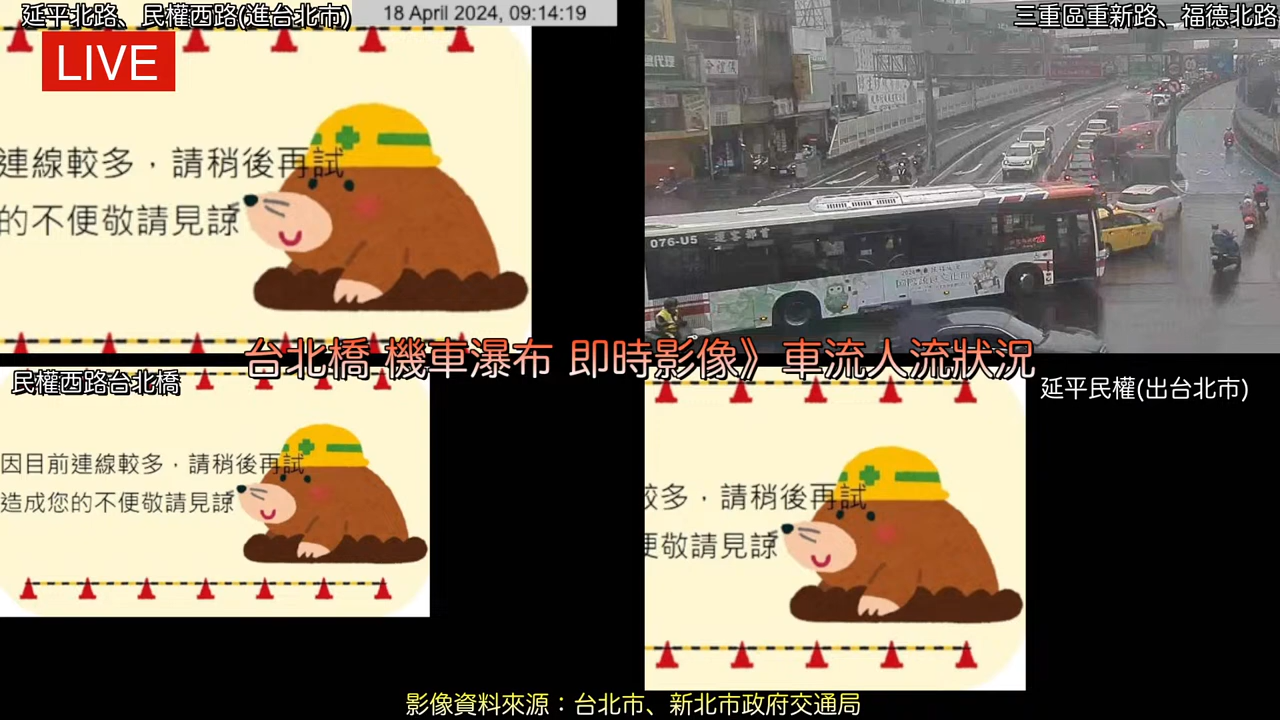 延平北路、民權西路(進台北市)
18 April 2024, 09:14:19
三重區重新路、福德北路
LIVE
連線較多，請稍後再試
的不便敬請見諒
076-U5
台北橋 機車瀑布 即時影像》車流人流狀況
民權西路台北橋
因目前連線較多，請稍後再試
造成您的不便敬請見諒
延平民權(出台北市)
較多，請稍後再試
便敬請見諒
影像資料來源：台北市、新北市政府交通局